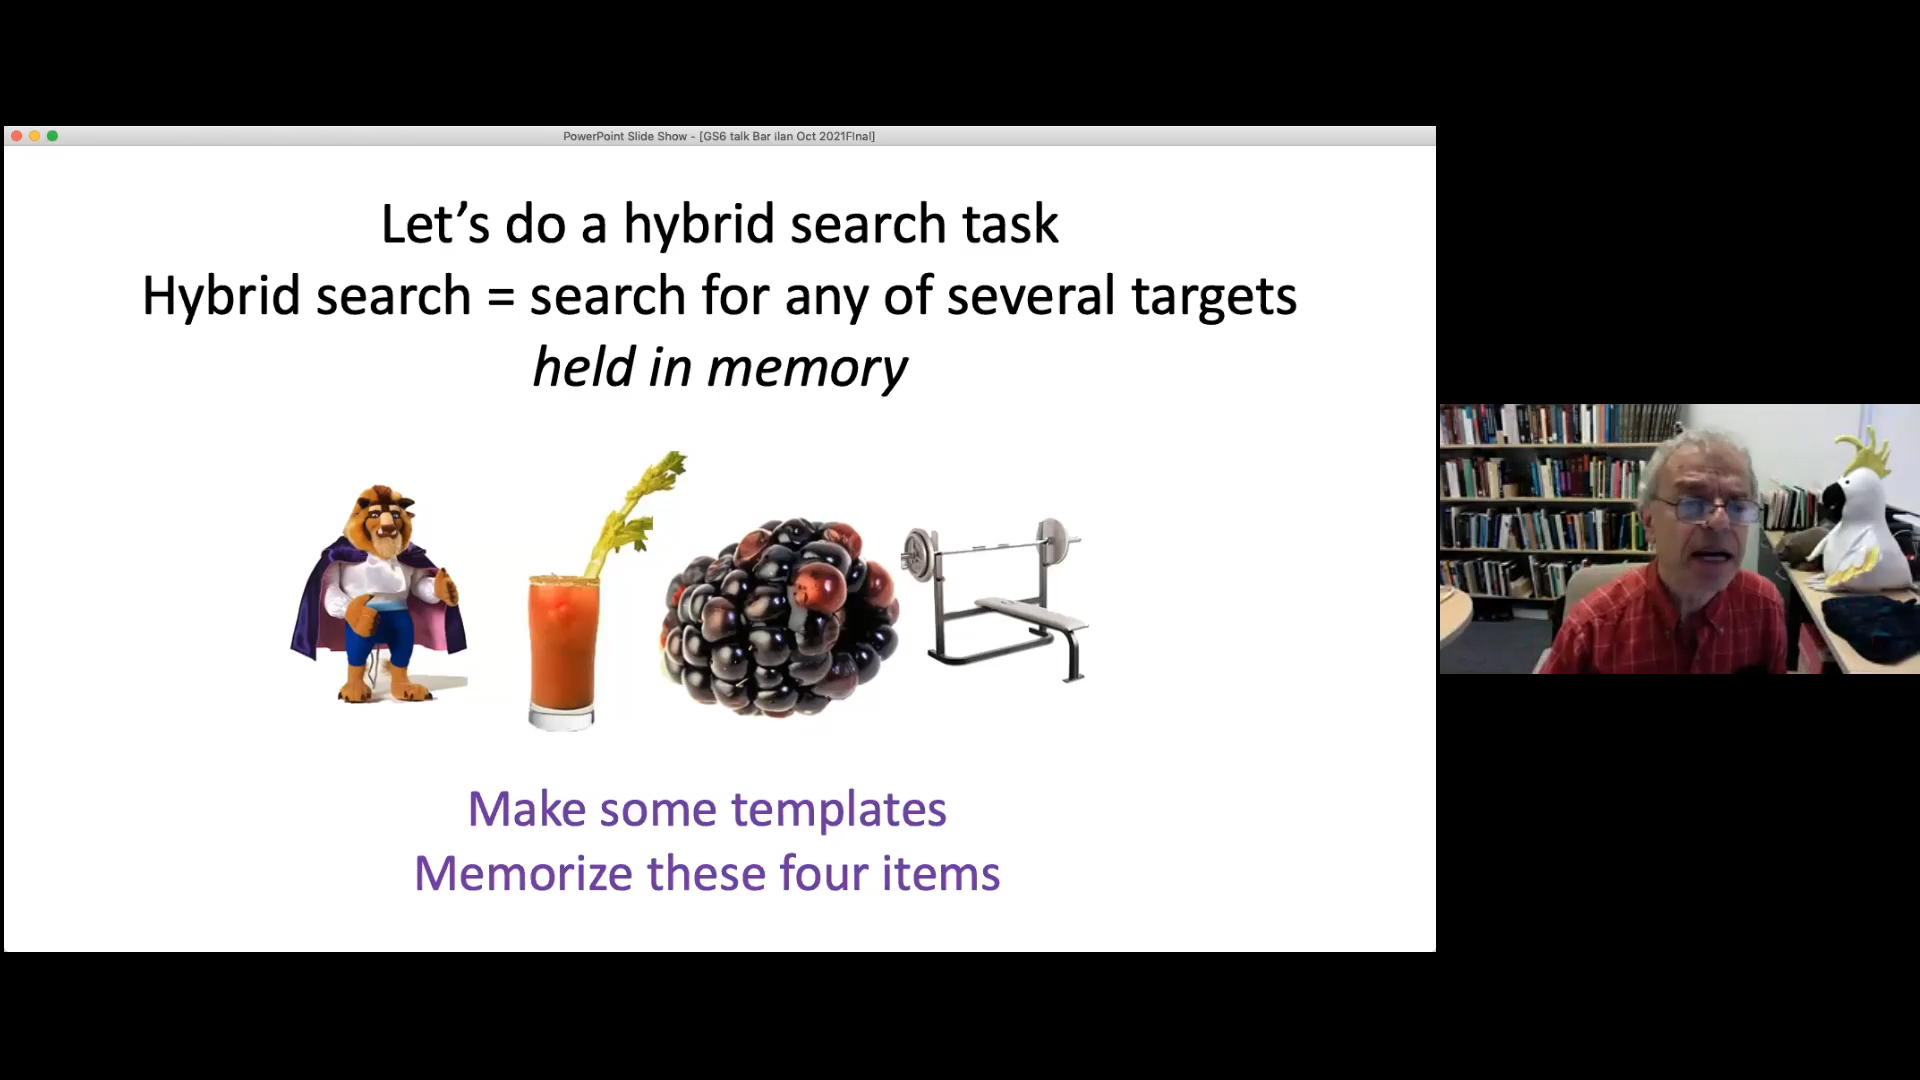 PowerPoint Slide Show - [GS6 talk Bar ilan Oct 2021FInal]
Let’s do a hybrid search task
Hybrid search = search for any of several targets
held in memory
Make some templates
Memorize these four items